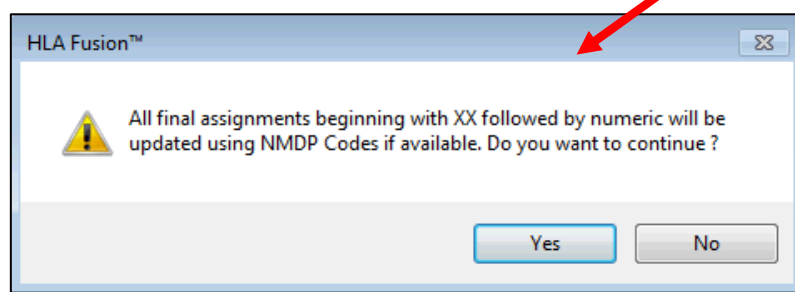 HLA Fusion™
All final assignments beginning with XX followed by numeric will be
updated using NMDP Codes if available. Do you want to continue ?
Yes No